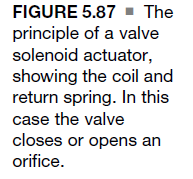 FIGURE 5.87 ▪ The
principle of a valve
solenoid actuator,
showing the coil and
return spring. In this
case the valve
closes or opens an
orifice.